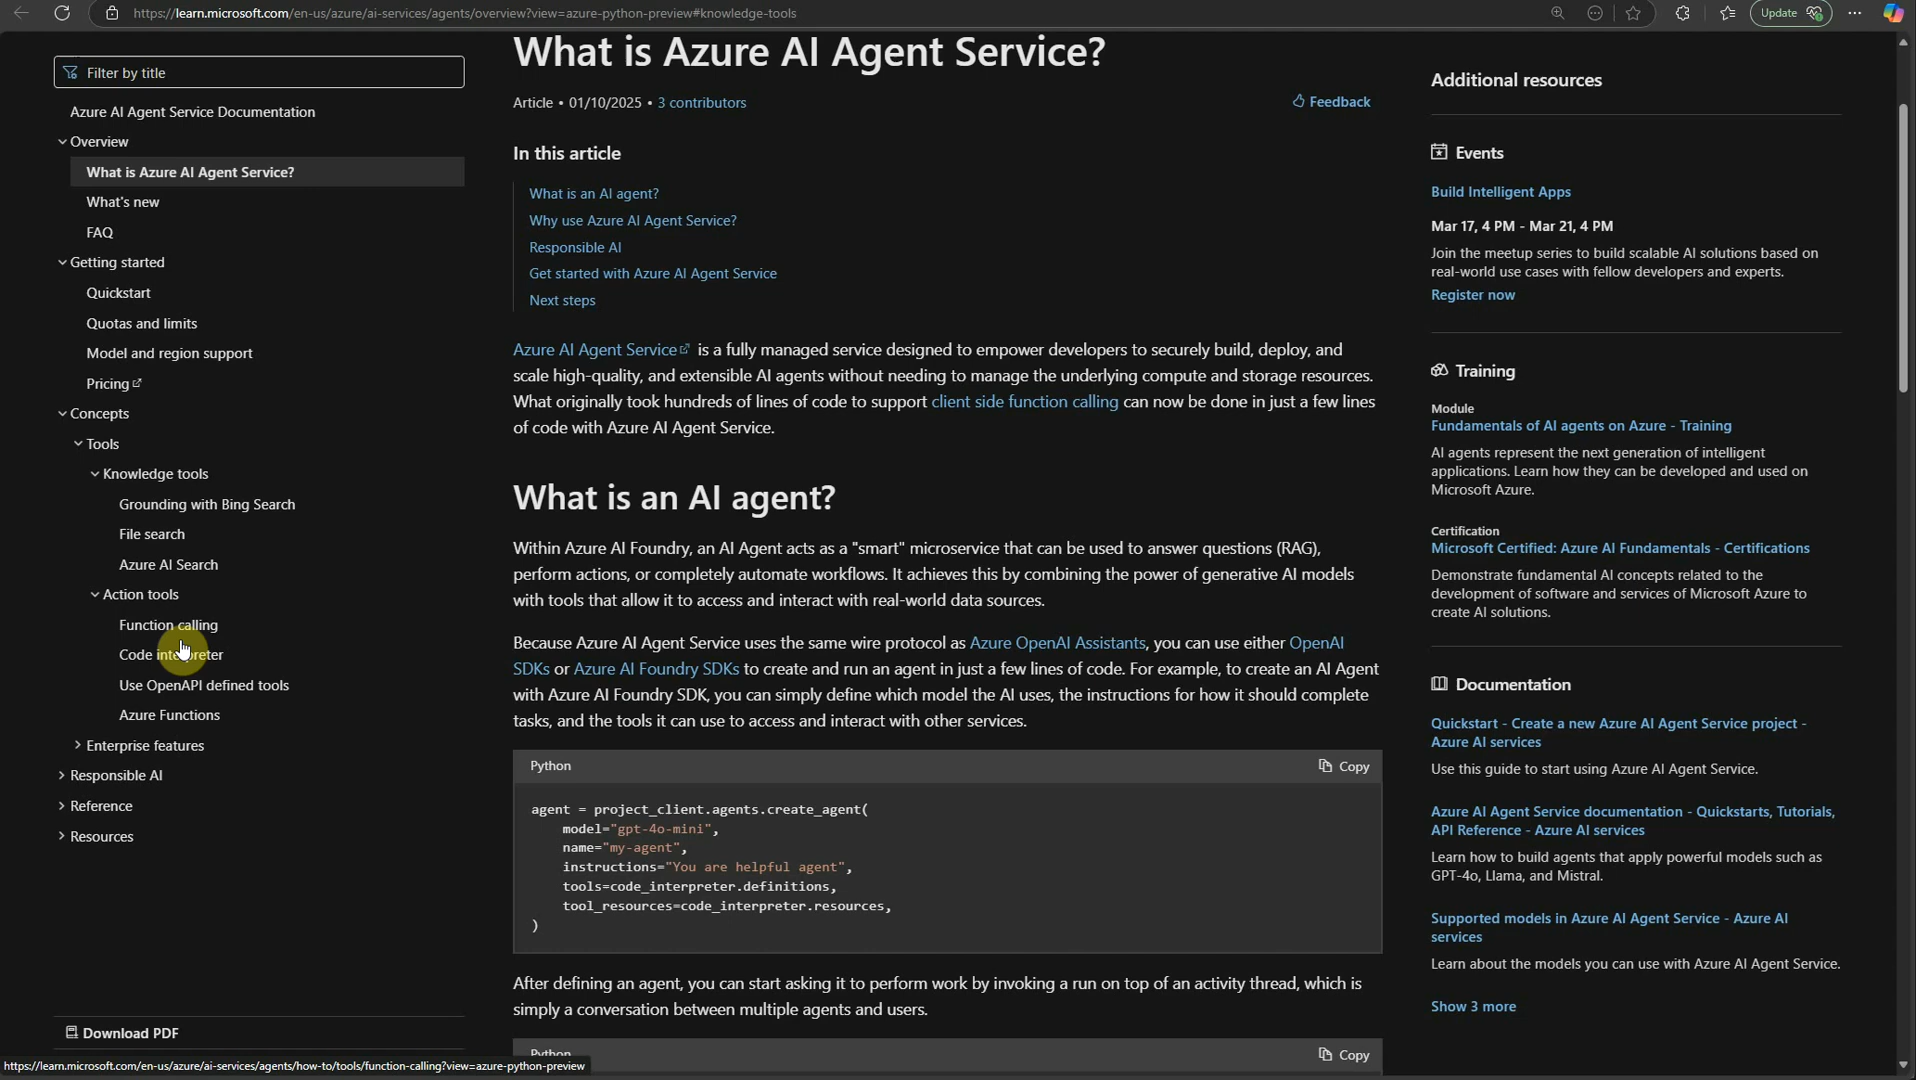 https://learn.microsoft.com/en-us/azure/ai-services/agents/overview?view=azure-python-preview#knowledge-tools
Update
Filter by title
Azure AI Agent Service Documentation
Overview
What is Azure AI Agent Service?
What's new
FAQ
Getting started
Quickstart
Quotas and limits
Model and region support
Pricing
Concepts
Tools
Knowledge tools
Grounding with Bing Search
File search
Azure AI Search
Action tools
Function calling
Code interpreter
Use OpenAPI defined tools
Azure Functions
Enterprise features
Responsible AI
Reference
Resources
Download PDF
What is Azure AI Agent Service?
Article • 01/10/2025 • 3 contributors
Feedback
In this article
What is an AI agent?
Why use Azure AI Agent Service?
Responsible AI
Get started with Azure AI Agent Service
Next steps
Azure AI Agent Service is a fully managed service designed to empower developers to securely build, deploy, and
scale high-quality, and extensible AI agents without needing to manage the underlying compute and storage resources.
What originally took hundreds of lines of code to support client side function calling can now be done in just a few lines
of code with Azure AI Agent Service.
What is an AI agent?
Within Azure AI Foundry, an AI Agent acts as a "smart" microservice that can be used to answer questions (RAG),
perform actions, or completely automate workflows. It achieves this by combining the power of generative AI models
with tools that allow it to access and interact with real-world data sources.
Because Azure AI Agent Service uses the same wire protocol as Azure OpenAI Assistants, you can use either OpenAI
SDKs or Azure AI Foundry SDKs to create and run an agent in just a few lines of code. For example, to create an AI Agent
with Azure AI Foundry SDK, you can simply define which model the AI uses, the instructions for how it should complete
tasks, and the tools it can use to access and interact with other services.
Python
Copy
agent = project_client.agents.create_agent(
model="gpt-4o-mini",
name="my-agent",
instructions="You are helpful agent",
tools=code_interpreter.definitions,
tool_resources=code_interpreter.resources,
)
After defining an agent, you can start asking it to perform work by invoking a run on top of an activity thread, which is
simply a conversation between multiple agents and users.
Python
Copy
Additional resources
Events
Build Intelligent Apps
Mar 17, 4 PM - Mar 21, 4 PM
Join the meetup series to build scalable AI solutions based on
real-world use cases with fellow developers and experts.
Register now
Training
Module
Fundamentals of AI agents on Azure - Training
AI agents represent the next generation of intelligent
applications. Learn how they can be developed and used on
Microsoft Azure.
Certification
Microsoft Certified: Azure AI Fundamentals - Certifications
Demonstrate fundamental AI concepts related to the
development of software and services of Microsoft Azure to
create AI solutions.
Documentation
Quickstart - Create a new Azure AI Agent Service project -
Azure AI services
Use this guide to start using Azure AI Agent Service.
Azure AI Agent Service documentation - Quickstarts, Tutorials,
API Reference - Azure AI services
Learn how to build agents that apply powerful models such as
GPT-4o, Llama, and Mistral.
Supported models in Azure AI Agent Service - Azure AI
services
Learn about the models you can use with Azure AI Agent Service.
Show 3 more
https://learn.microsoft.com/en-us/azure/ai-services/agents/how-to/tools/function-calling?view=azure-python-preview